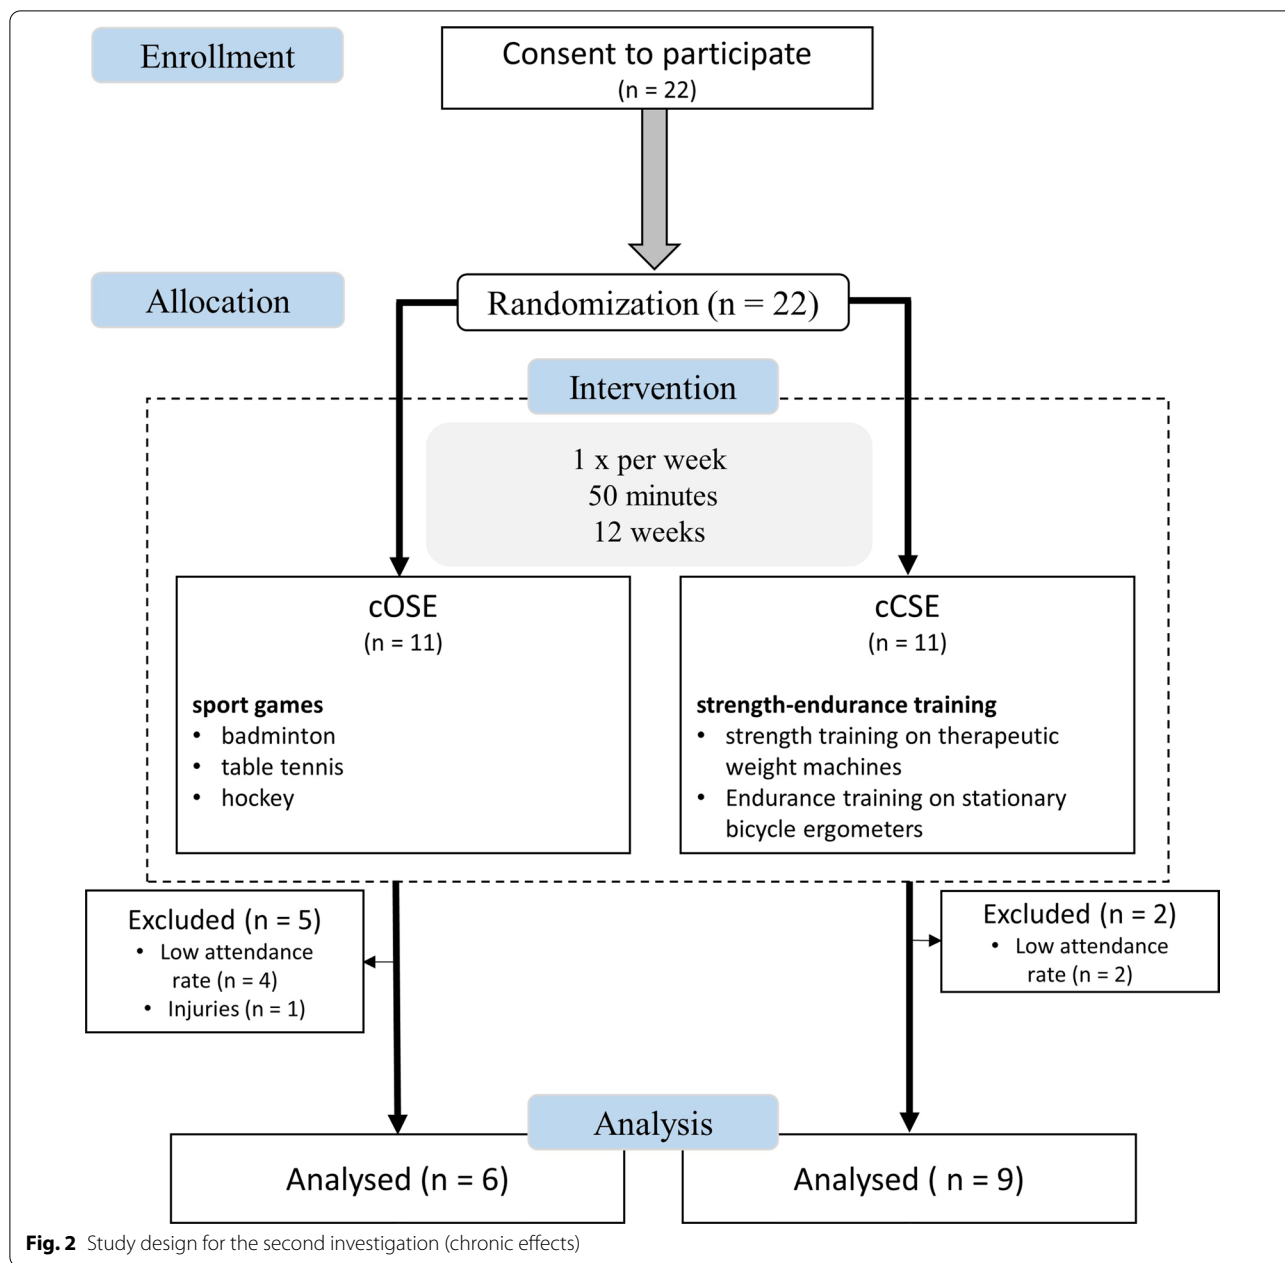 Enrollment
Consent to participate
(n = 22)
Allocation
Randomization (n = 22)
Intervention
1 x per week
50 minutes
12 weeks
cOSE
(n = 11)
sport games
• badminton
• table tennis
• hockey
cCSE
(n = 11)
strength-endurance training
• strength training on therapeutic
weight machines
• Endurance training on stationary
bicycle ergometers
Excluded (n = 5)
• Low attendance
rate (n = 4)
• Injuries (n = 1)
Excluded (n = 2)
• Low attendance
rate (n = 2)
Analysis
Analysed (n = 6)
Analysed ( n = 9)
Fig. 2 Study design for the second investigation (chronic effects)